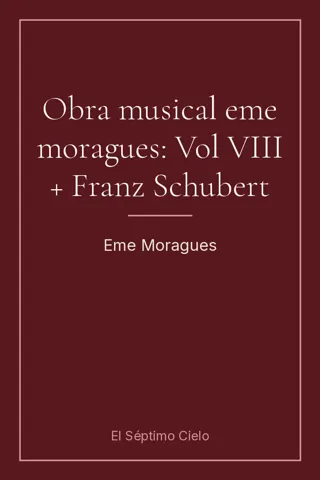 Obra musical eme
moragues: Vol VIII
+ Franz Schubert
Eme Moragues
El Séptimo Cielo